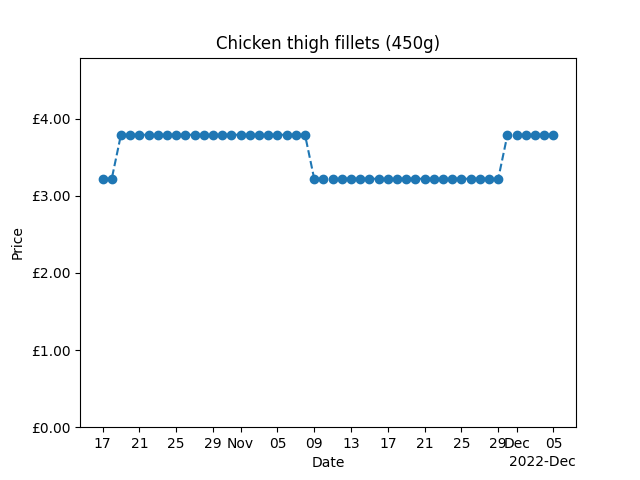 Chicken thigh fillets (450g)
£4.00
£3.00
£2.00
£1.00
£0.00
Price
17 21 25 29 Nov 05 09 13 17 21 25 29 Dec 05
Date
2022-Dec